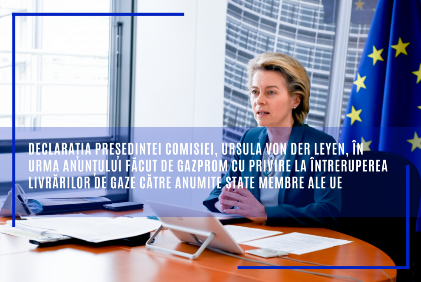 DECLARAȚIA PREȘEDINTEI COMISIEI, URSULA VON DER LEYEN, ÎN
URMA ANUNȚULUI FĂCUT DE GAZPROM CU PRIVIRE LA ÎNTRERUPEREA
LIVRĂRILOR DE GAZE CĂTRE ANUMITE STATE MEMBRE ALE UE